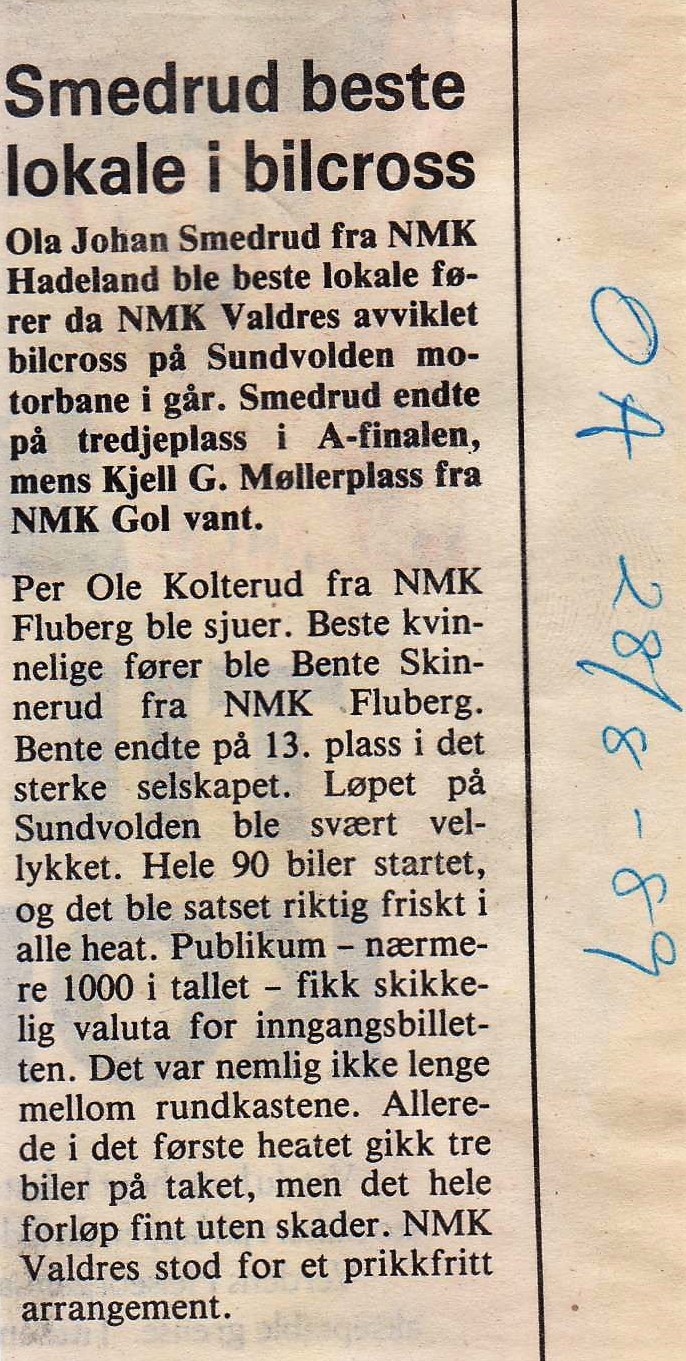 Smedrud beste
lokale i bilcross
Ola Johan Smedrud fra NMK
Hadeland ble beste lokale fø-
rer da NMK Valdres avviklet
bilcross på Sundvolden mo-
torbane i går. Smedrud endte
på tredjeplass i A-finalen,
mens Kjell G. Møllerplass fra
NMK Gol vant.
Per Ole Kolterud fra NMK
Fluberg ble sjuer. Beste kvin-
nelige fører ble Bente Skin-
nerud fra NMK Fluberg.
Bente endte på 13. plass i det
sterke selskapet. Løpet på
Sundvolden ble svært vel-
lykket. Hele 90 biler startet,
og det ble satset riktig friskt i
alle heat. Publikum – nærme-
re 1000 i tallet – fikk skikke-
lig valuta for inngangsbillet-
ten. Det var nemlig ikke lenge
mellom rundkastene. Allere-
de i det første heatet gikk tre
biler på taket, men det hele
forløp fint uten skader. NMK
Valdres stod for et prikkfritt
arrangement.
OA 28/8-89